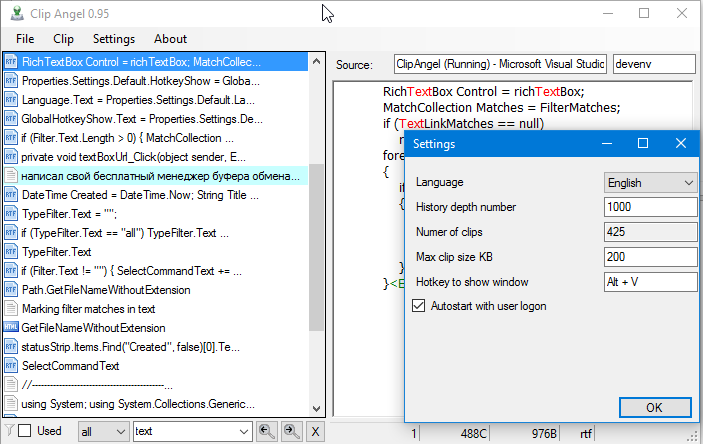 Clip Angel 0.95
File Clip Settings About
RichTextBox Control = richTextBox; MatchCollec...
Properties.Settings.Default.HotkeyShow = Globa...
Language.Text = Properties.Settings.Default.La...
GlobalHotkeyShow.Text = Properties.Settings.De...
if (Filter.Text.Length > 0) { MatchCollection ...
private void textBoxUrl_Click(object sender, E...
написал свой бесплатный менеджер буфера обмена...
DateTime Created = DateTime.Now; String Title ...
TypeFilter.Text = "";
if (TypeFilter.Text == "all") TypeFilter.Text ...
TypeFilter.Text
if (Filter.Text != "") { SelectCommandText += ...
Path.GetFileNameWithoutExtension
Marking filter matches in text
GetFileNameWithoutExtension
statusStrip.Items.Find("Created", false)[0].Te...
SelectCommandText
//--------------------------------------------...
using System; using System.Collections.Generic...
Used all text X
Source: ClipAngel (Running) - Microsoft Visual Studio devenv
RichTextBox Control = richTextBox;
MatchCollection Matches = FilterMatches;
if (TextLinkMatches == null)
r
fore
{
if
{
}
}<E
Settings
Language English
History depth number 1000
Numer of clips 425
Max clip size KB 200
Hotkey to show window Alt + V
Autostart with user logon
OK
1 488C 976B rtf